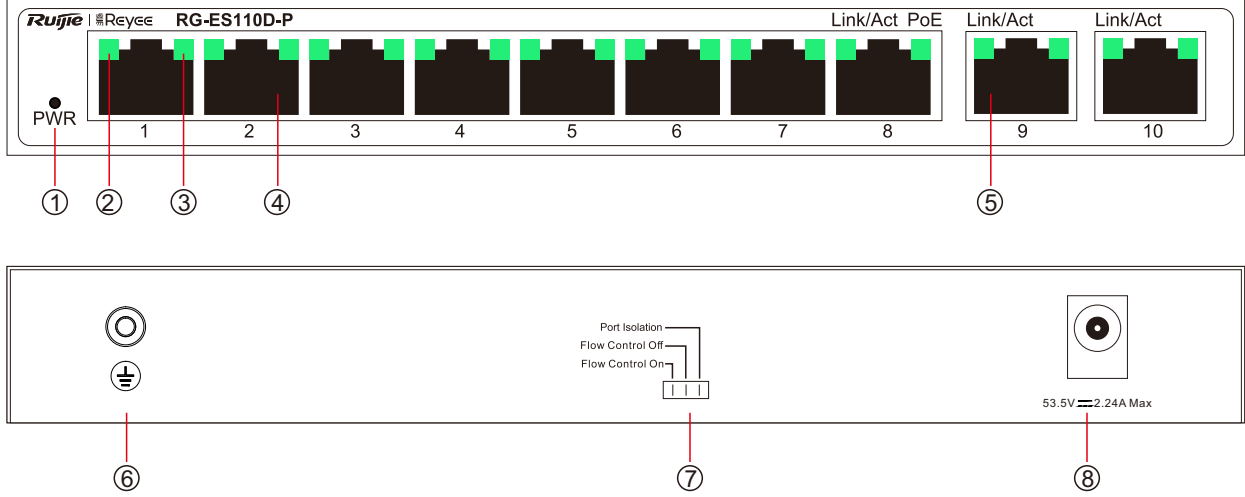 Ruijie Reyee RG-ES110D-P Link/Act PoE Link/Act Link/Act
PWR
1 2 3 4 5 6 7 8 9 10
① ② ③ ④ ⑤
Port Isolation
Flow Control Off
Flow Control On
53.5V 2.24A Max
⑥ ⑦ ⑧